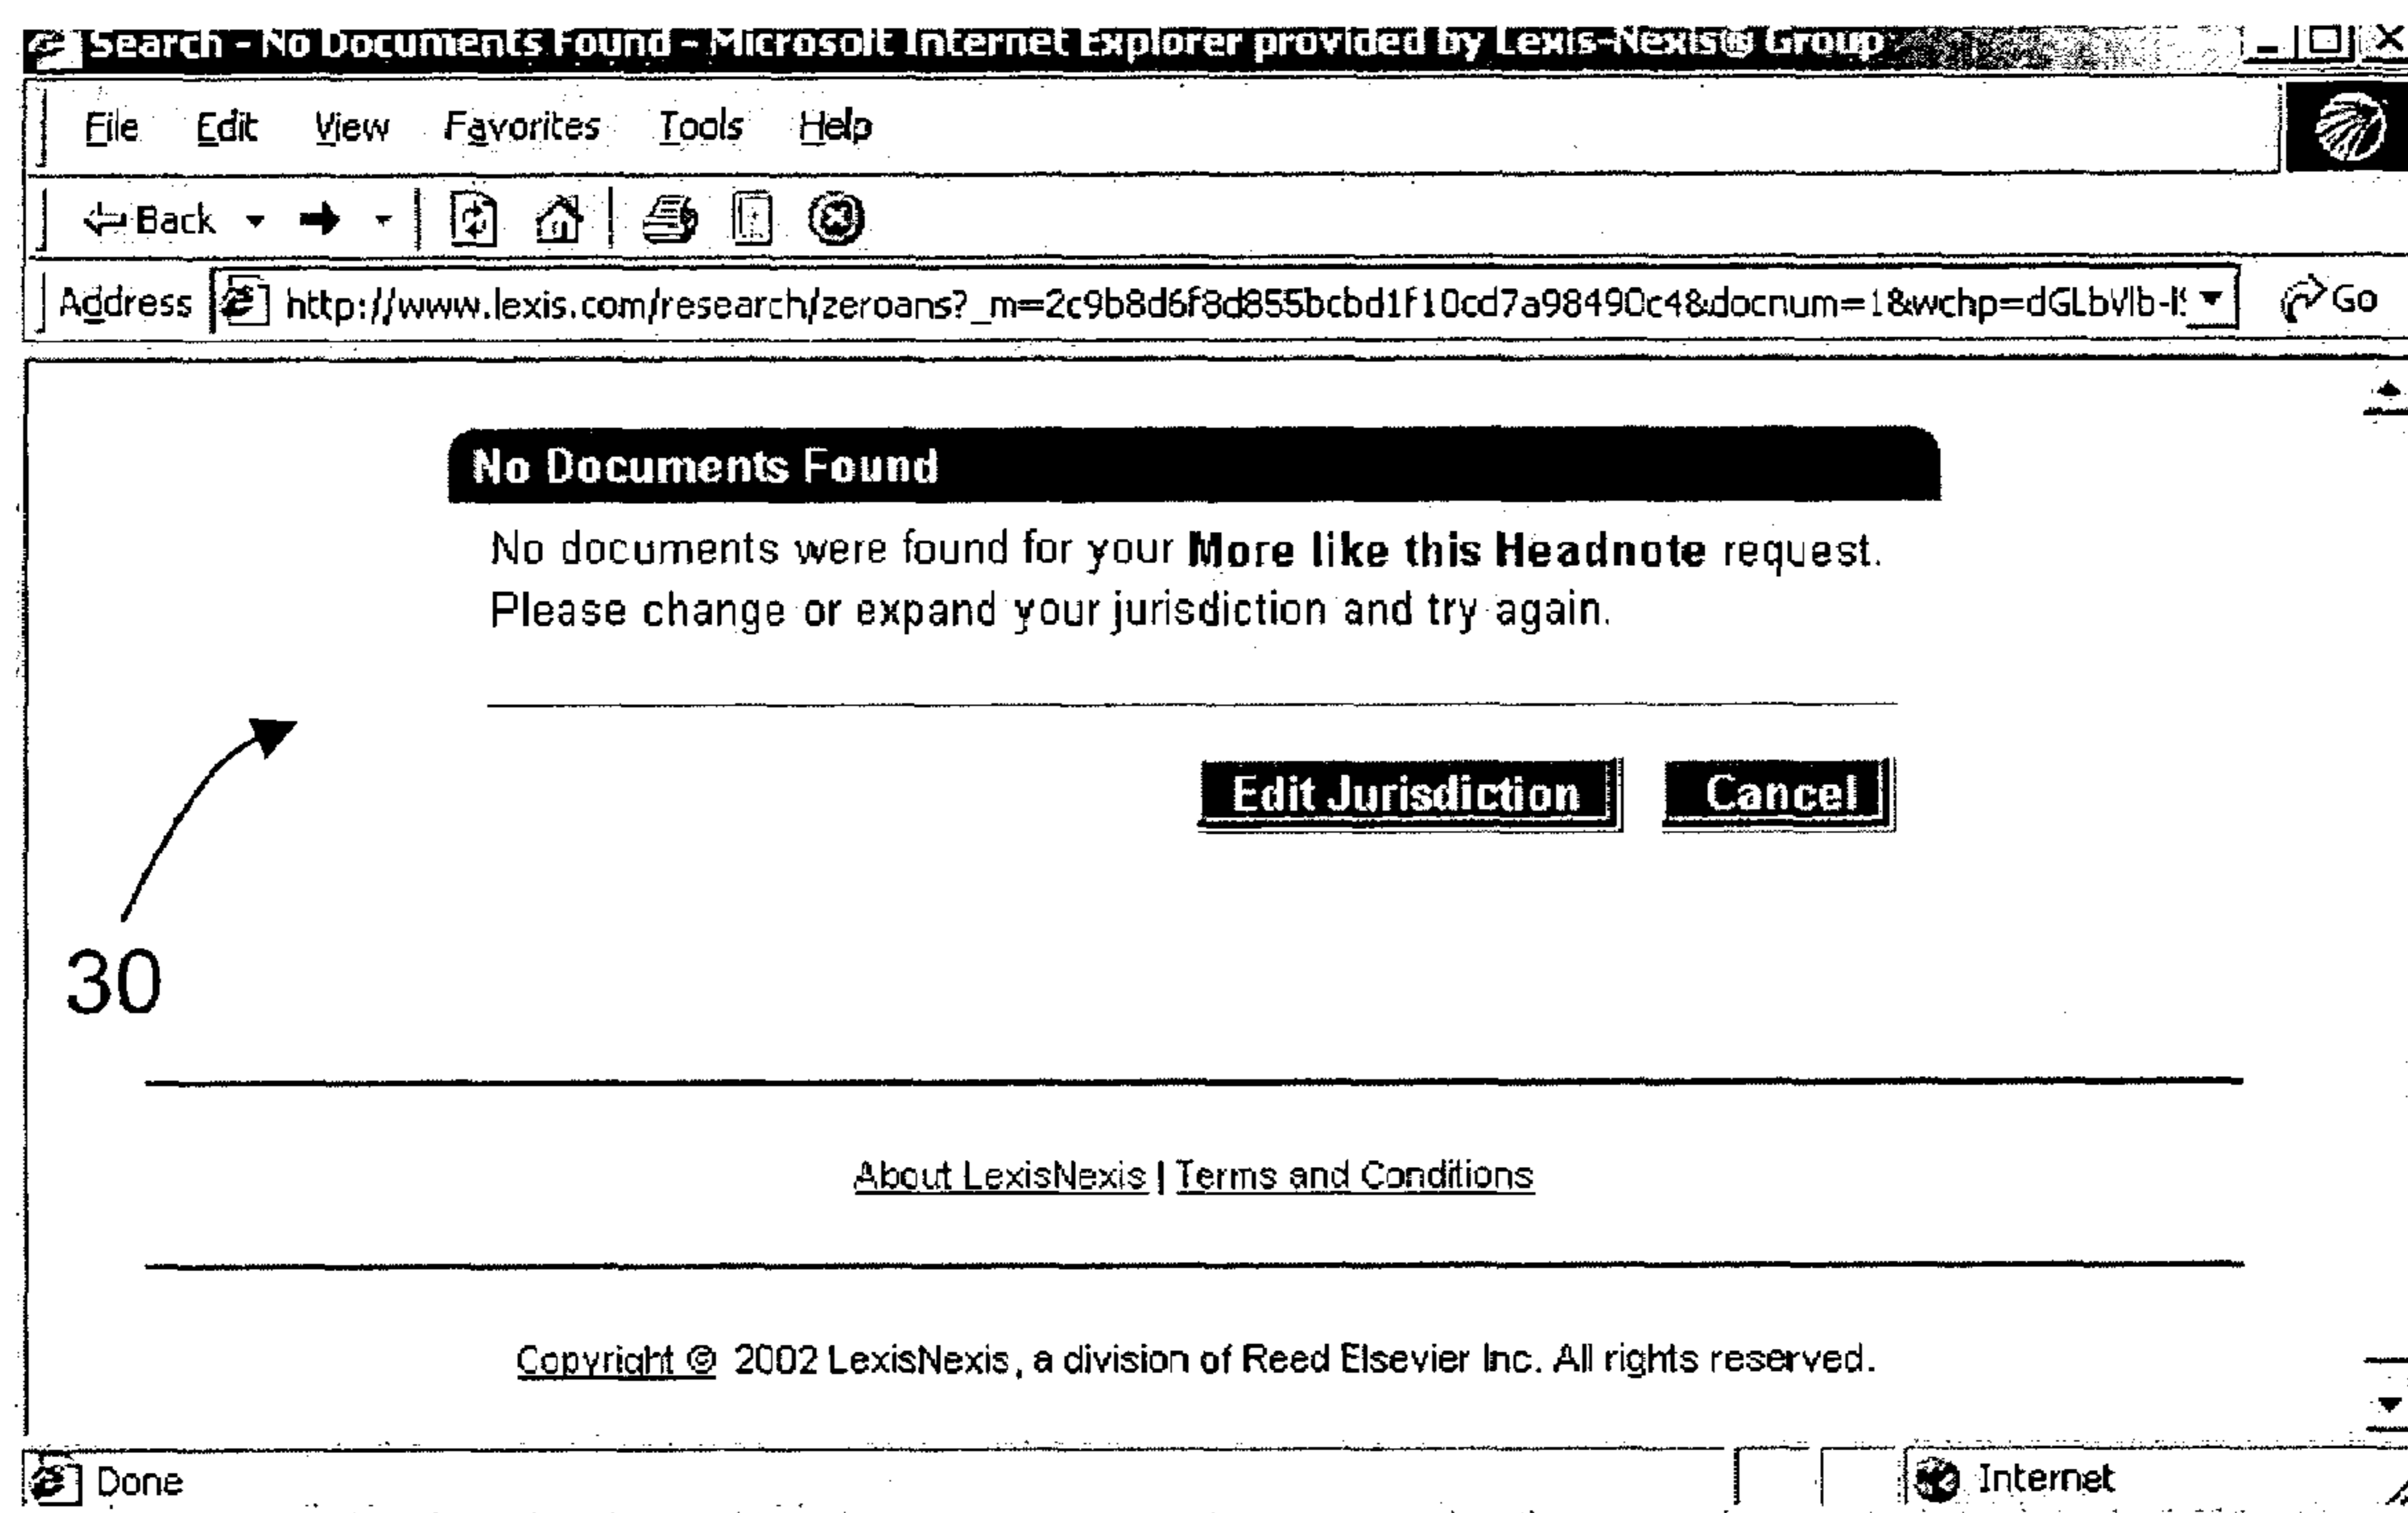 Search - No Documents Found - Microsoft Internet Explorer provided by Lexis-Nexis® Group
File Edit View Favorites Tools Help
Back
Address http://www.lexis.com/research/zeroans?_m=2c9b8d6f8d855bcbd1f10cd7a98490c4&docnum=1&wchp=dGLbVlb- Go
No Documents Found
No documents were found for your More like this Headnote request.
Please change or expand your jurisdiction and try again.
Edit Jurisdiction Cancel
30
About LexisNexis | Terms and Conditions
Copyright © 2002 LexisNexis, a division of Reed Elsevier Inc. All rights reserved.
Done Internet